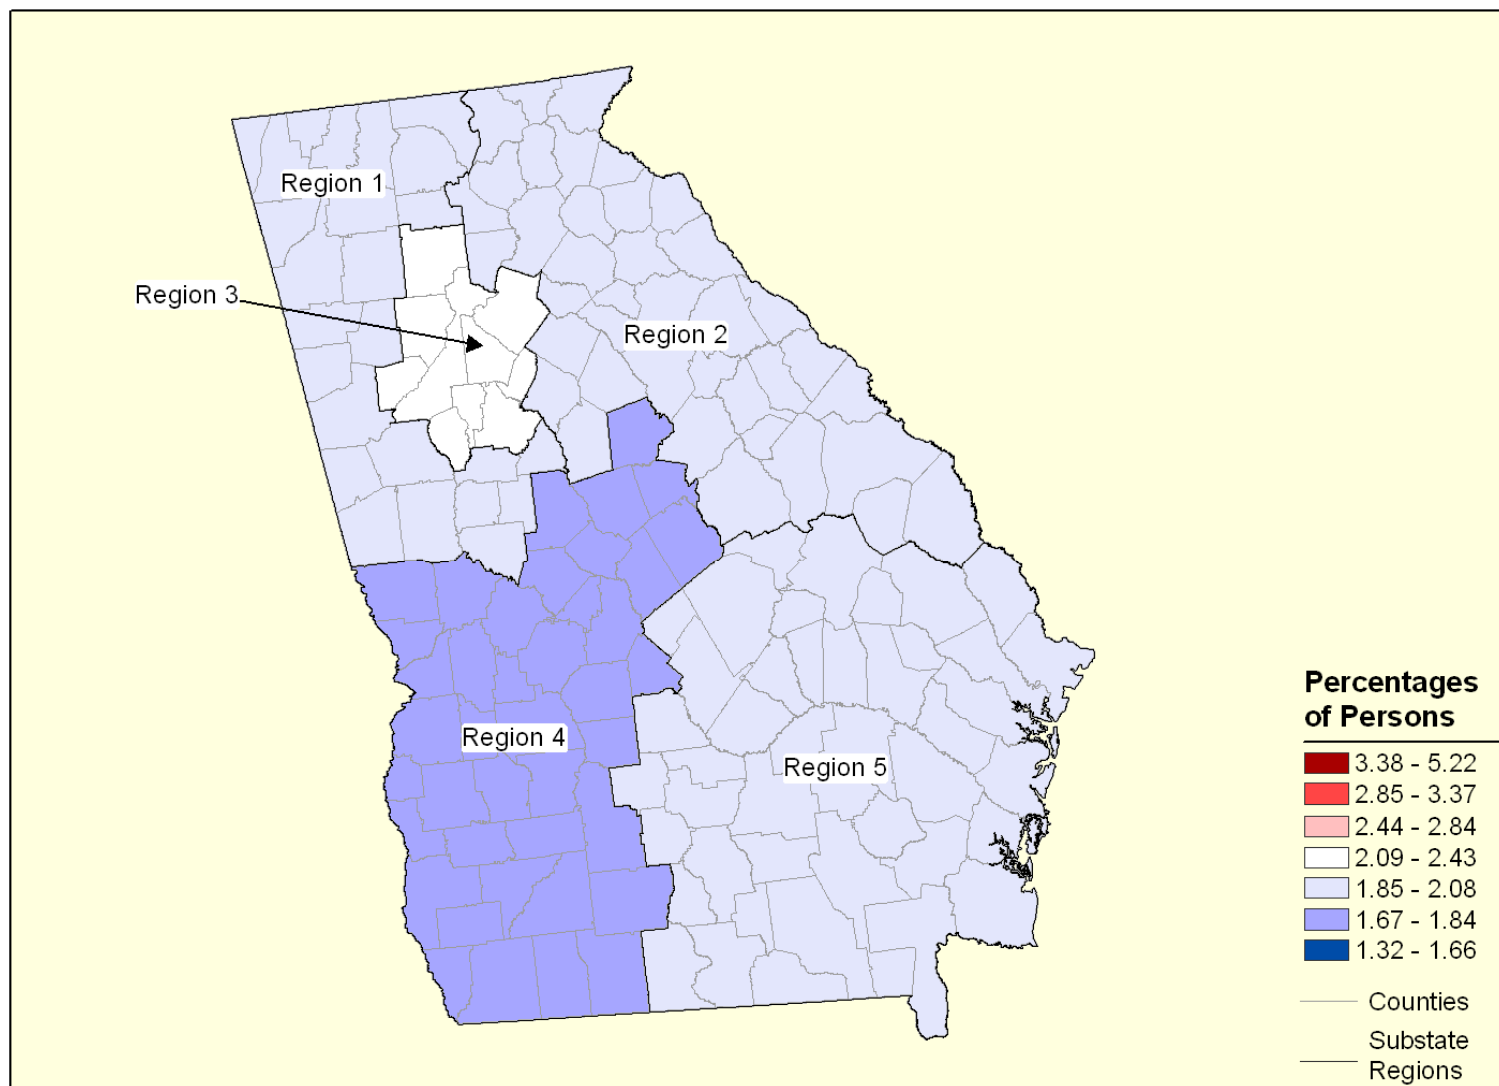 Region 1
Region 3
Region 2
Region 4
Region 5
Percentages
of Persons
3.38 - 5.22
2.85 - 3.37
2.44 - 2.84
2.09 - 2.43
1.85 - 2.08
1.67 - 1.84
1.32 - 1.66
Counties
Substate
Regions